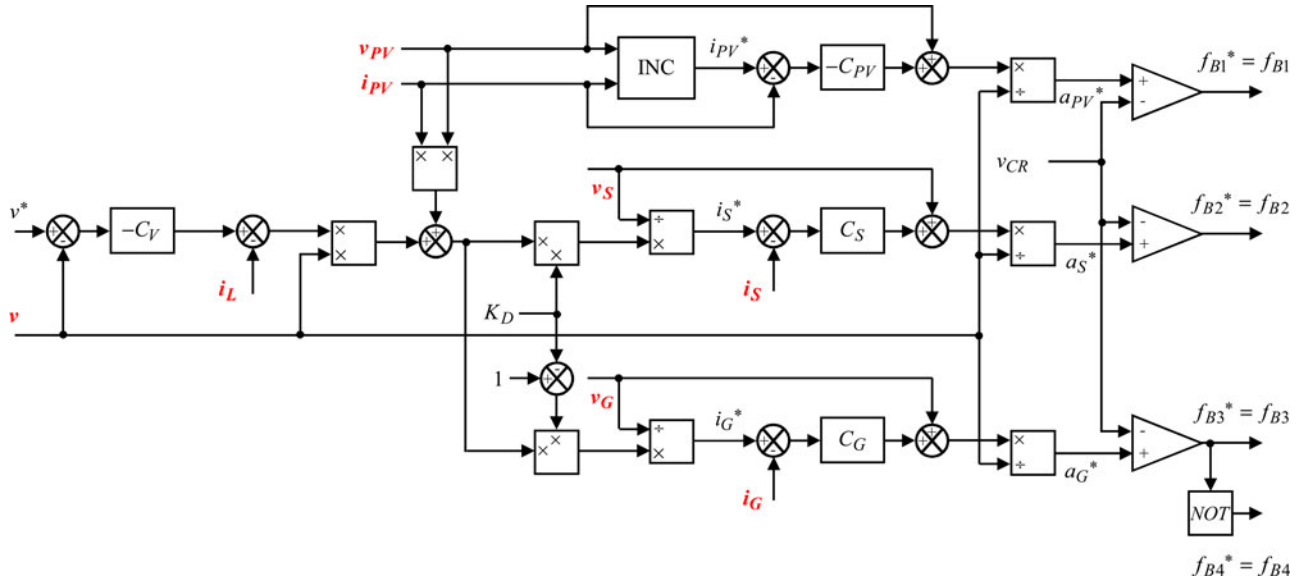 v_PV
i_PV
INC
i_PV*
+ -
−C_PV
+ +
× ÷
a_PV*
+ -
f_B1* = f_B1
× ×
v_CR
v*
+ -
−C_V
+ -
i_L
× ×
+ +
× ×
v_S
÷ ×
i_S*
+ -
i_S
C_S
+ +
× ÷
a_S*
- +
f_B2* = f_B2
v
K_D
1
+ -
× ×
v_G
÷ ×
i_G*
+ -
i_G
C_G
+ +
× ÷
a_G*
- +
f_B3* = f_B3
NOT
f_B4* = f_B4